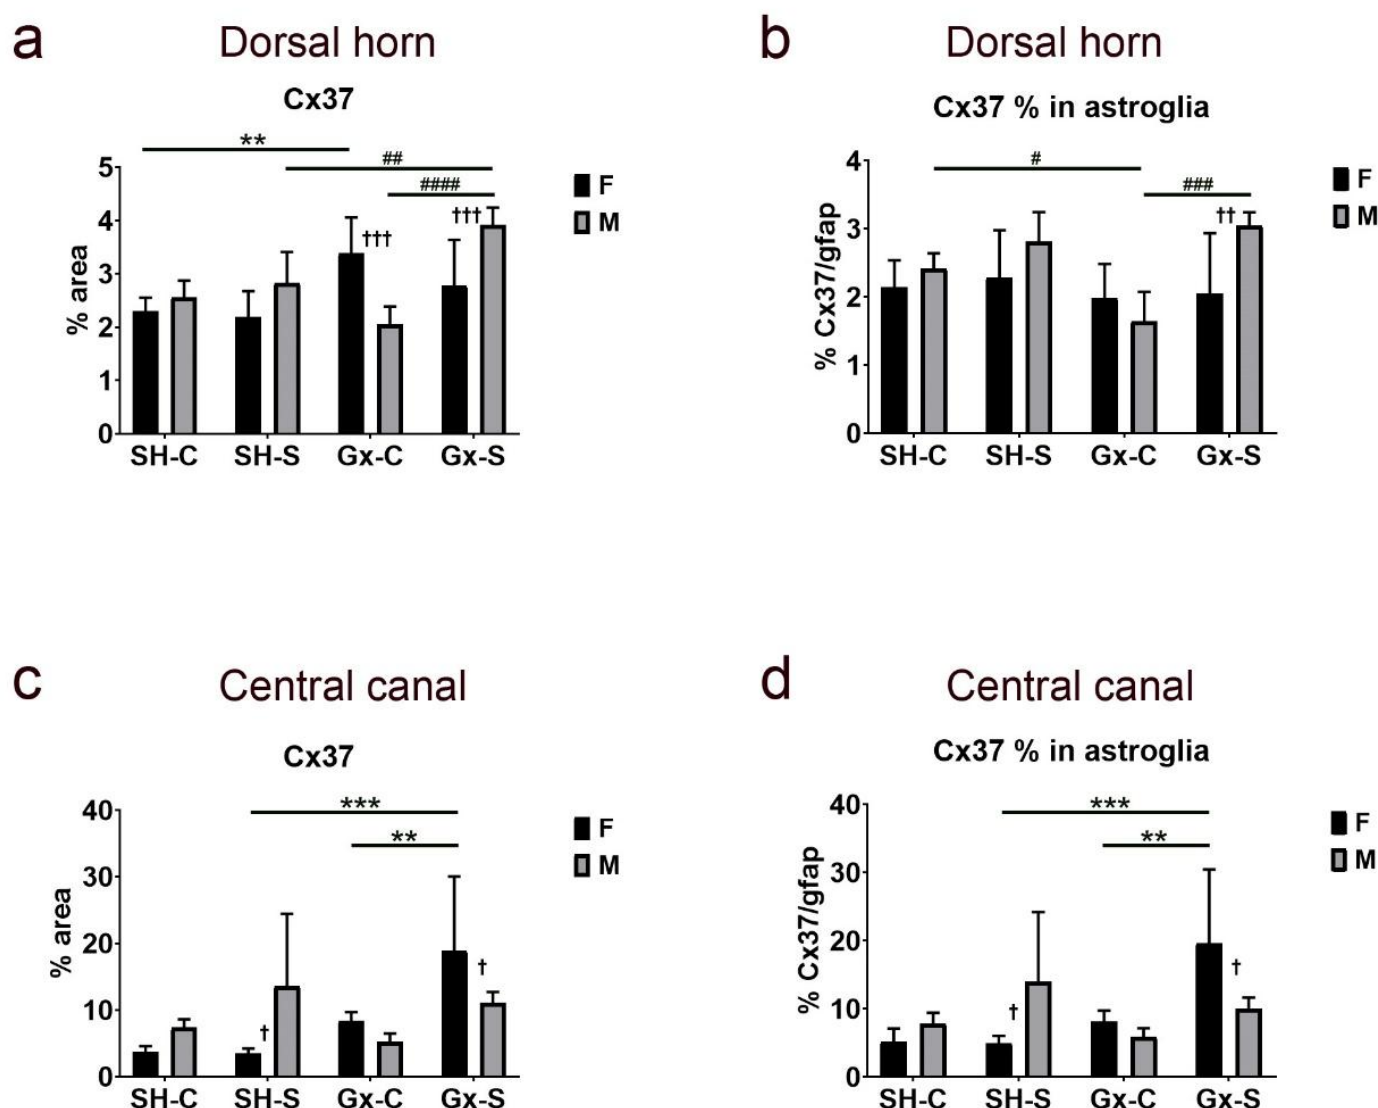 a Dorsal horn
Cx37
**
##
####
†††
†††
5
4
3
2
1
0
% area
SH-C SH-S Gx-C Gx-S
F
M
b Dorsal horn
Cx37 % in astroglia
#
###
††
4
3
2
1
0
% Cx37/gfap
SH-C SH-S Gx-C Gx-S
F
M
c Central canal
Cx37
***
**
†
†
40
30
20
10
0
% area
SH-C SH-S Gx-C Gx-S
F
M
d Central canal
Cx37 % in astroglia
***
**
†
†
40
30
20
10
0
% Cx37/gfap
SH-C SH-S Gx-C Gx-S
F
M